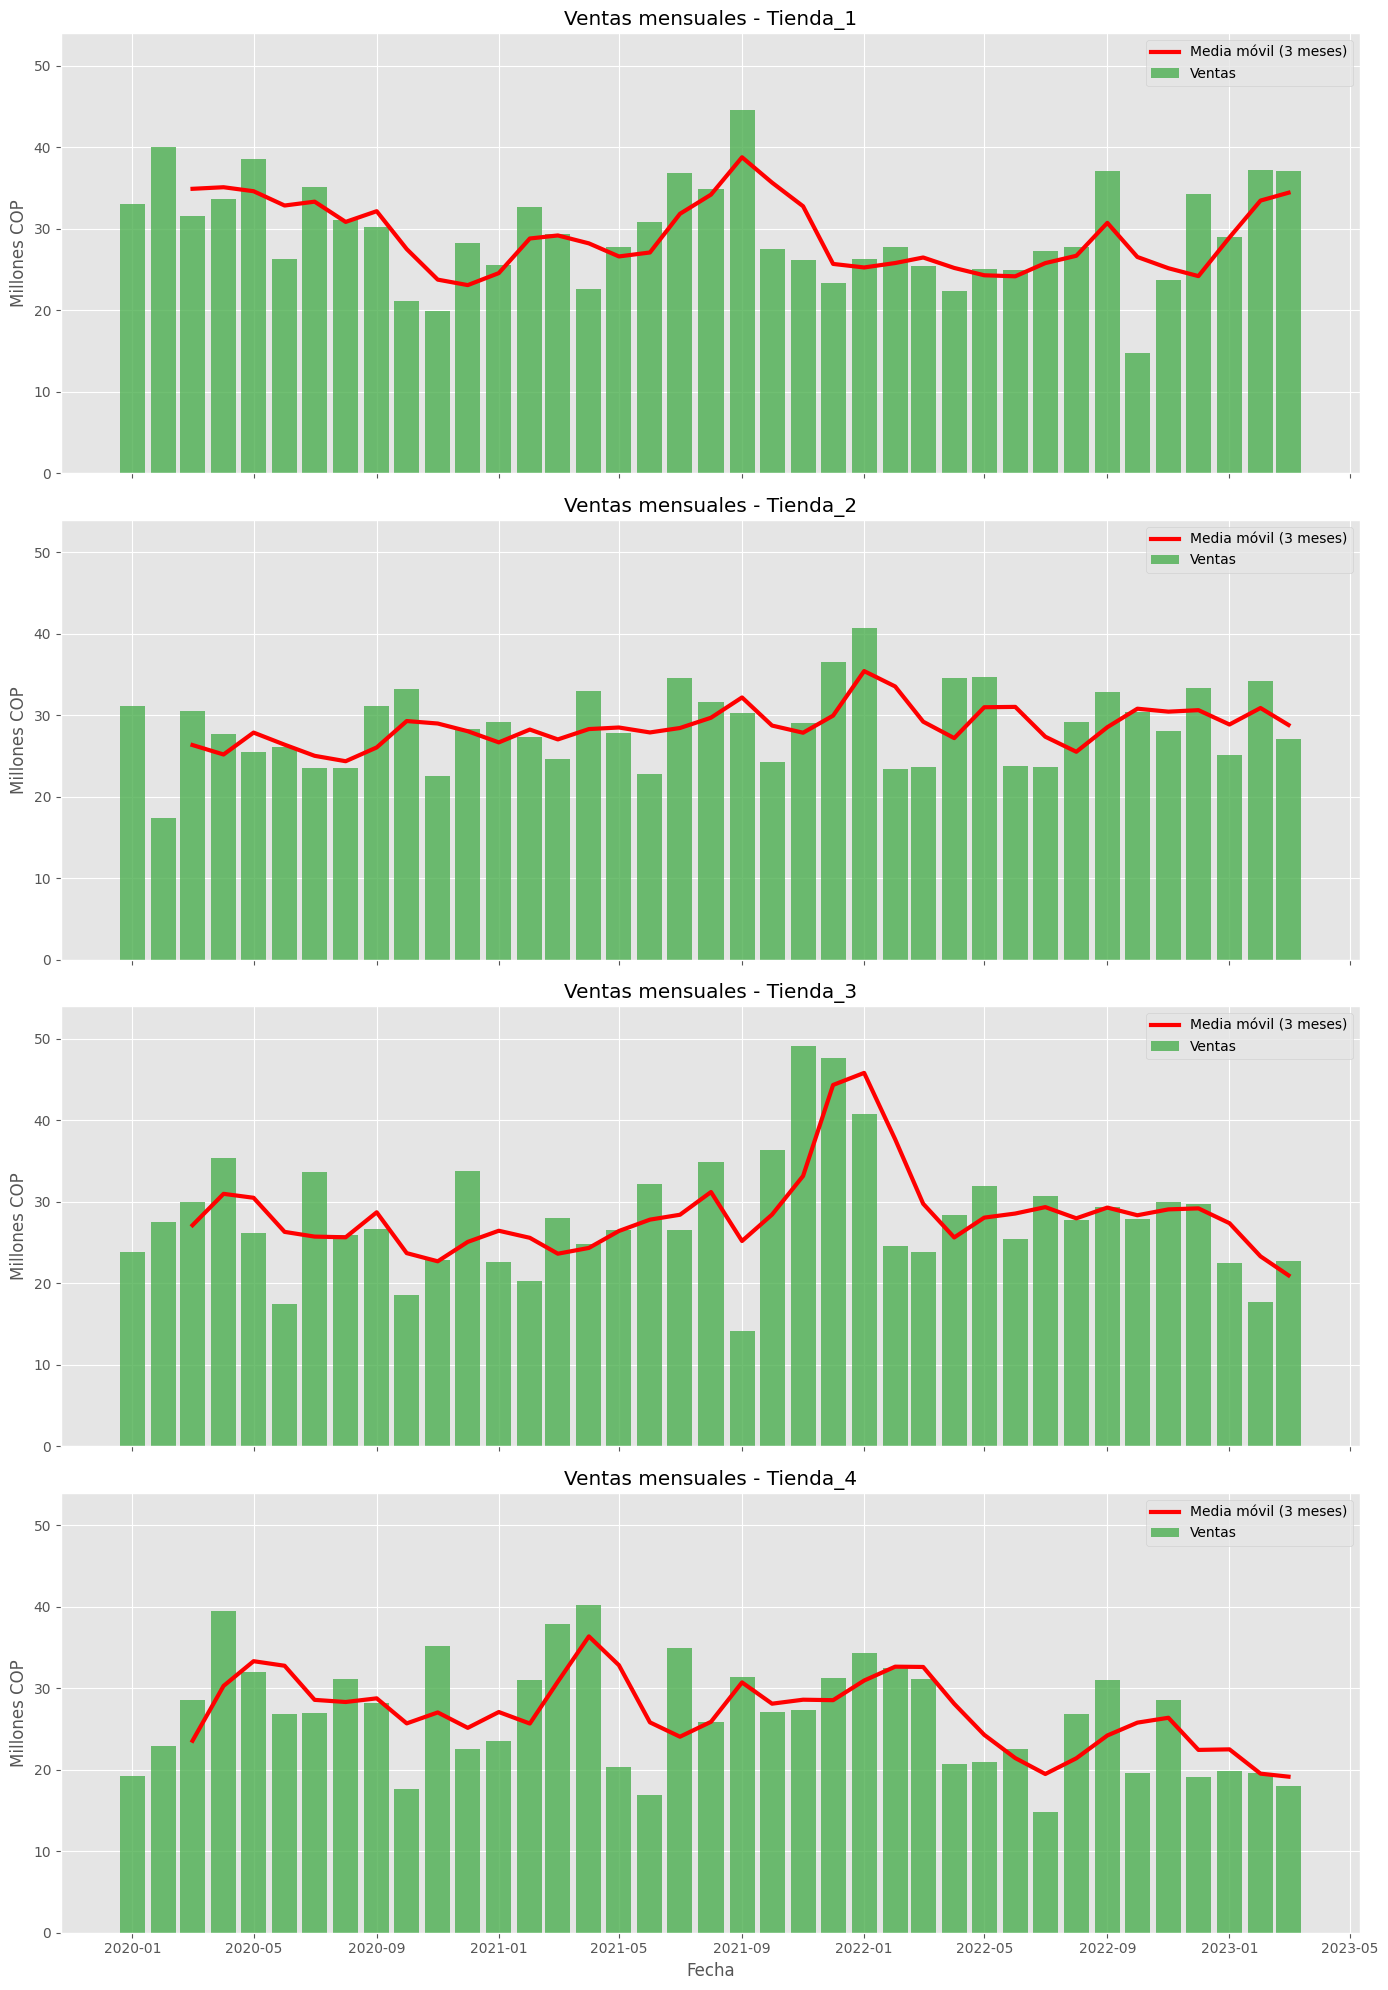 Ventas mensuales - Tienda_1
Millones COP
50
40
30
20
10
0
Media móvil (3 meses)
Ventas
Ventas mensuales - Tienda_2
Millones COP
50
40
30
20
10
0
Media móvil (3 meses)
Ventas
Ventas mensuales - Tienda_3
Millones COP
50
40
30
20
10
0
Media móvil (3 meses)
Ventas
Ventas mensuales - Tienda_4
Millones COP
50
40
30
20
10
0
Media móvil (3 meses)
Ventas
2020-01 2020-05 2020-09 2021-01 2021-05 2021-09 2022-01 2022-05 2022-09 2023-01 2023-05
Fecha